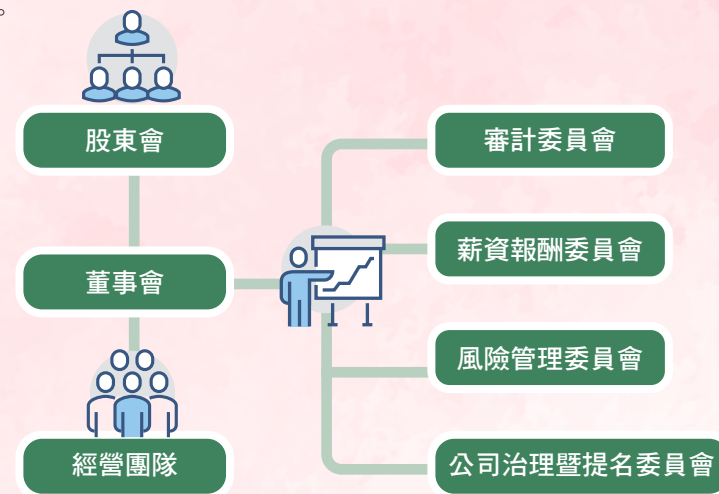 。
股東會
董事會
經營團隊
審計委員會
薪資報酬委員會
風險管理委員會
公司治理暨提名委員會